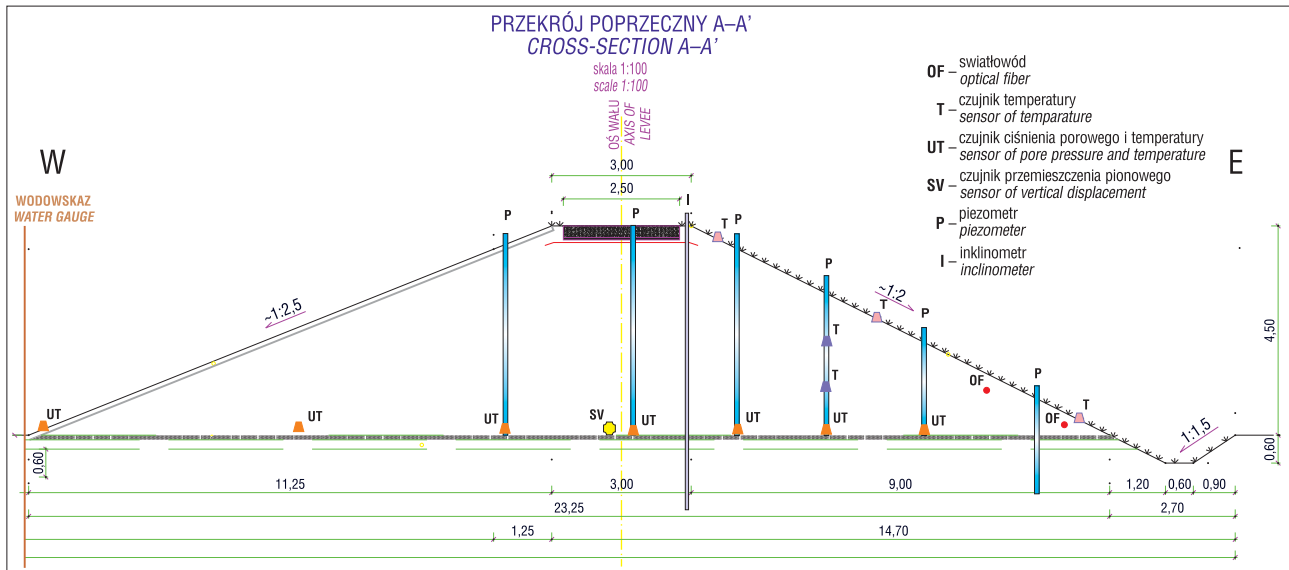 PRZEKRÓJ POPRZECZNY A–A’
CROSS-SECTION A–A’
skala 1:100
scale 1:100
OŚ WAŁU
AXIS OF
LEVEE
OF – swiatłowód
optical fiber
T – czujnik temperatury
sensor of temparature
UT – czujnik ciśnienia porowego i temperatury
sensor of pore pressure and temperature
SV – czujnik przemieszczenia pionowego
sensor of vertical displacement
P – piezometr
piezometer
I – inklinometr
inclinometer
W
E
WODOWSKAZ
WATER GAUGE
3,00
2,50
I
P
P
P
T
P
~1:2,5
~1:2
T
P
4,50
T
T
P
OF
UT
UT
UT
SV
UT
UT
UT
UT
OF
T
1:1,5
0,60
0,60
11,25
3,00
9,00
1,20
0,60
0,90
23,25
2,70
1,25
14,70